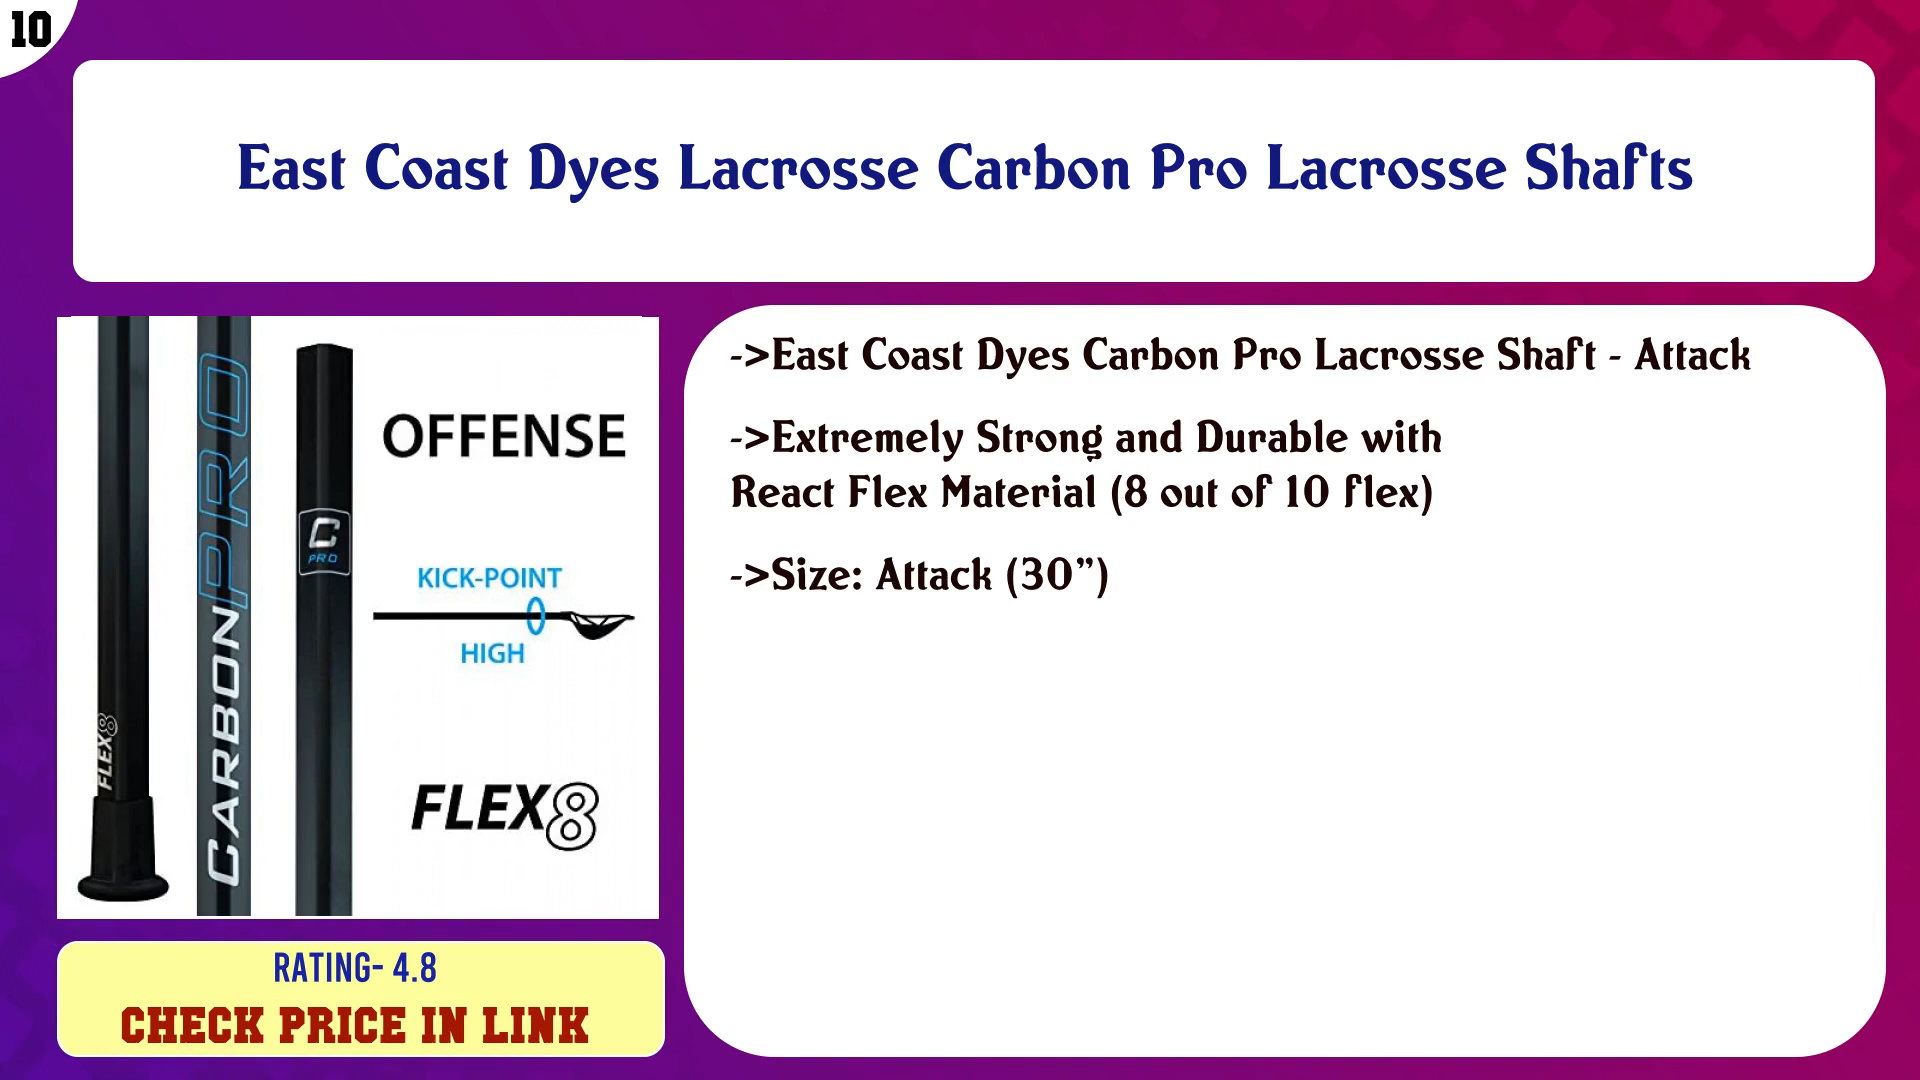 10
East Coast Dyes Lacrosse Carbon Pro Lacrosse Shafts
FLEX8
CARBONPRO
C
PRO
OFFENSE
KICK-POINT
HIGH
FLEX8
->East Coast Dyes Carbon Pro Lacrosse Shaft - Attack
->Extremely Strong and Durable with
React Flex Material (8 out of 10 flex)
->Size: Attack (30”)
RATING- 4.8
CHECK PRICE IN LINK